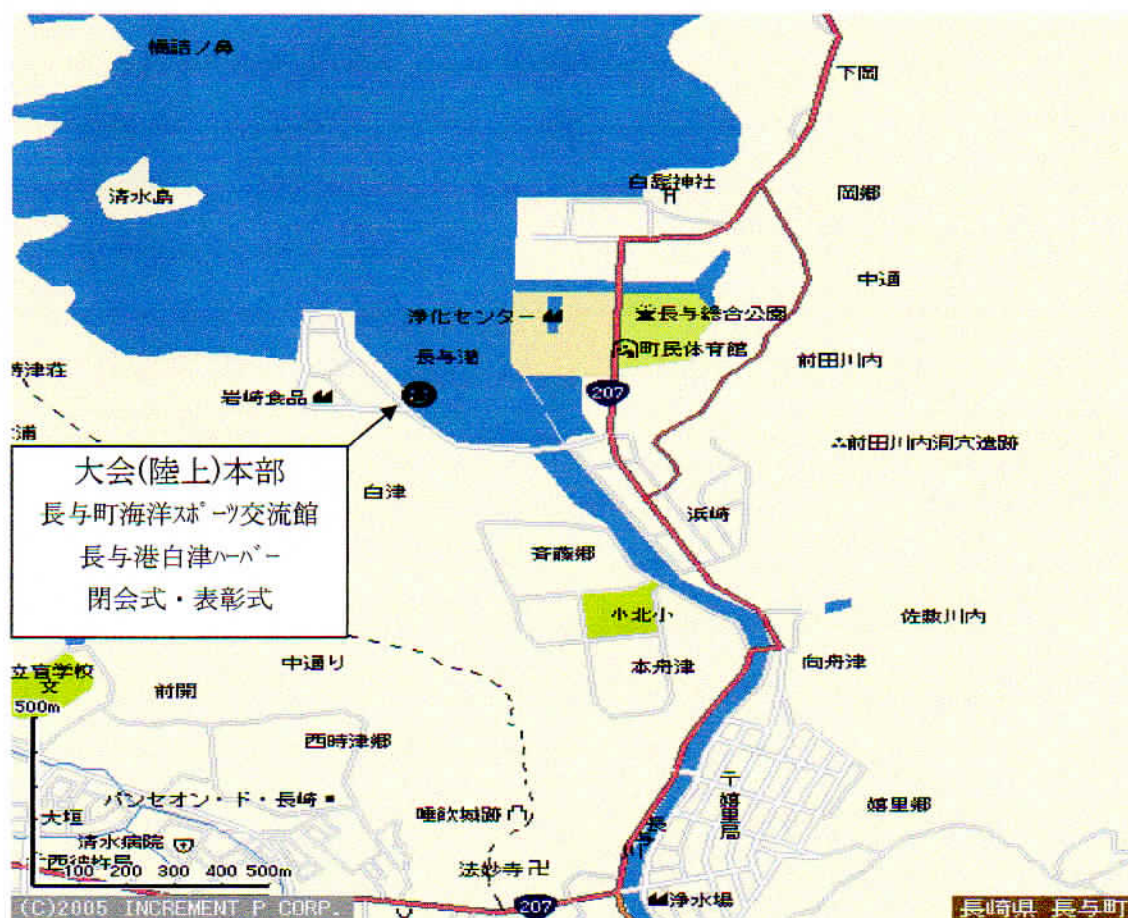 幡詰ノ鼻
下岡
白髭神社
清水島
岡郷
中通
浄化センター
長与総合公園
長与港
町民体育館
前田川内
時津荘
岩崎食品
207
浦
前田川内洞穴遺跡
大会(陸上)本部
長与町海洋スポーツ交流館
長与港白津ハーバー
閉会式・表彰式
白津
浜崎
斉藤郷
北小
佐敷川内
中通り
本舟津
向舟津
立盲学校
前開
500m
西時津郷
パンセオン・ド・長崎
嬉里局
嬉里郷
大垣
唾飲城跡
清水病院
長
100 200 300 400 500m
法妙寺
207
浄水場
(C)2005 INCREMENT P CORP.
長崎県 長与町